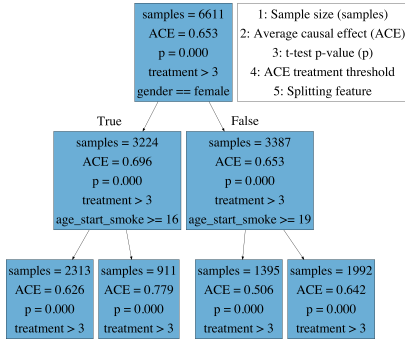 samples = 6611
ACE = 0.653
p = 0.000
treatment > 3
gender == female
1: Sample size (samples)
2: Average causal effect (ACE)
3: t-test p-value (p)
4: ACE treatment threshold
5: Splitting feature
True
False
samples = 3224
ACE = 0.696
p = 0.000
treatment > 3
age_start_smoke >= 16
samples = 3387
ACE = 0.653
p = 0.000
treatment > 3
age_start_smoke >= 19
samples = 2313
ACE = 0.626
p = 0.000
treatment > 3
samples = 911
ACE = 0.779
p = 0.000
treatment > 3
samples = 1395
ACE = 0.506
p = 0.000
treatment > 3
samples = 1992
ACE = 0.642
p = 0.000
treatment > 3